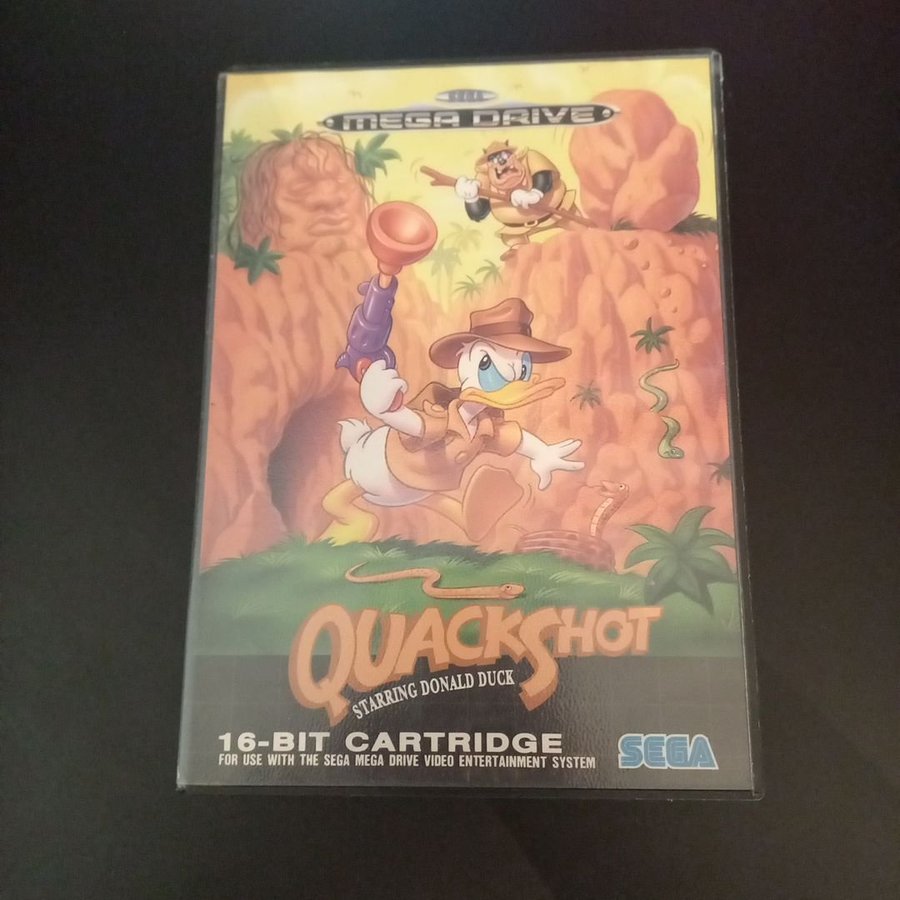 SEGA
MEGA DRIVE
QUACKSHOT
STARRING DONALD DUCK
16-BIT CARTRIDGE
FOR USE WITH THE SEGA MEGA DRIVE VIDEO ENTERTAINMENT SYSTEM
SEGA